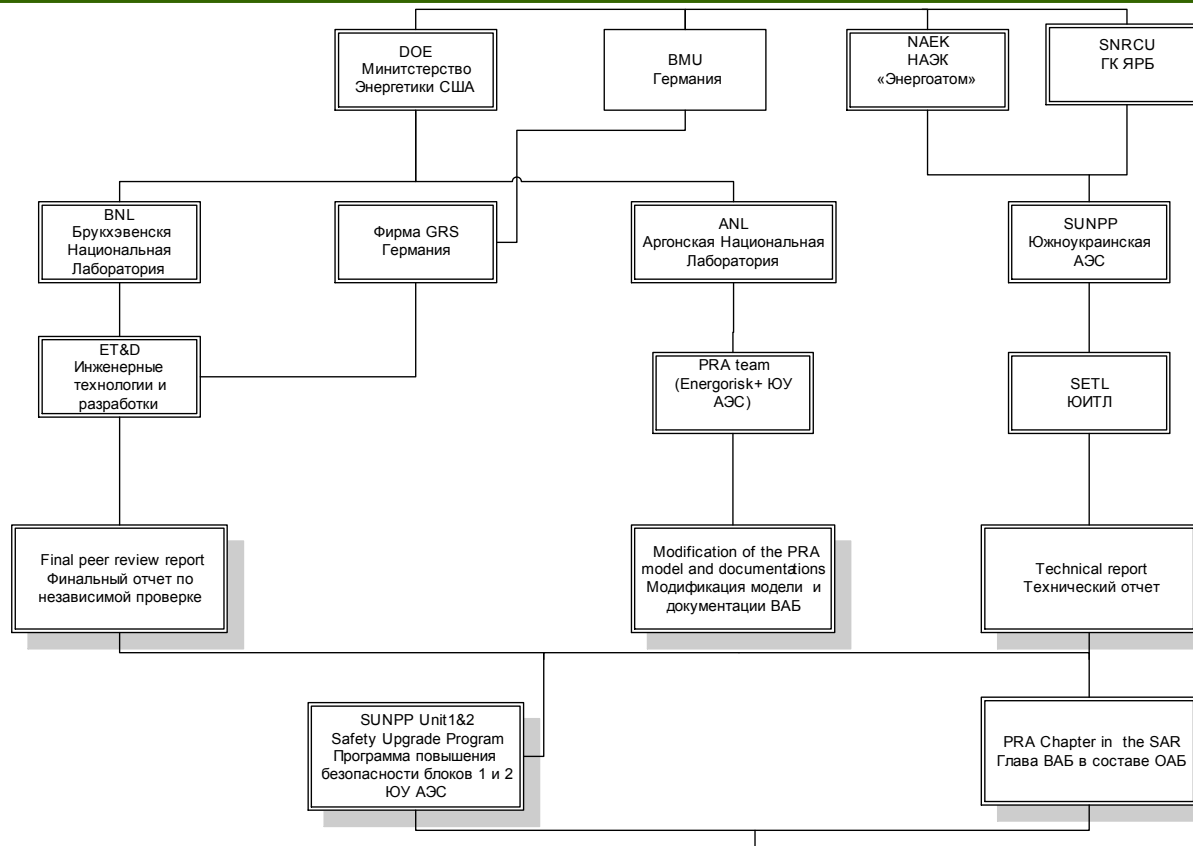 DOE
Минитстерство
Энергетики США
BMU
Германия
NAEK
НАЭК
«Энергоатом»
SNRCU
ГК ЯРБ
BNL
Брукхэвенскя
Национальная
Лаборатория
Фирма GRS
Германия
ANL
Аргонская Национальная
Лаборатория
SUNPP
Южноукраинская
АЭС
ET&D
Инженерные
технологии и
разработки
PRA team
(Energorisk+ ЮУ
АЭС)
SETL
ЮИТЛ
Final peer review report
Финальный отчет по
независимой проверке
Modification of the PRA
model and documentations
Модификация модели и
документации ВАБ
Technical report
Технический отчет
SUNPP Unit1&2
Safety Upgrade Program
Программа повышения
безопасности блоков 1 и 2
ЮУ АЭС
PRA Chapter in the SAR
Глава ВАБ в составе ОАБ